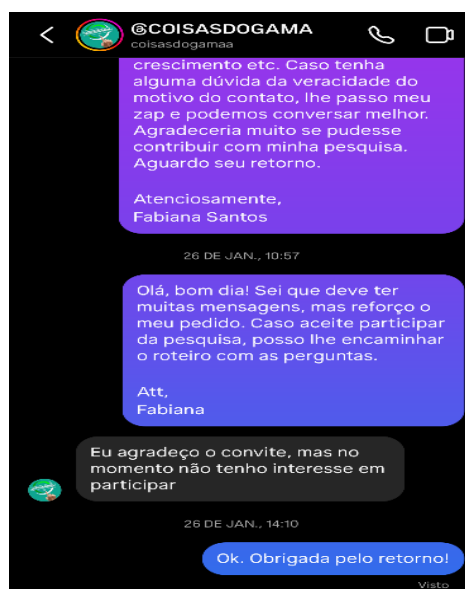 @COISASDOGAMA
coisasdogamaa
crescimento etc. Caso tenha
alguma dúvida da veracidade do
motivo do contato, lhe passo meu
zap e podemos conversar melhor.
Agradeceria muito se pudesse
contribuir com minha pesquisa.
Aguardo seu retorno.
Atenciosamente,
Fabiana Santos
26 DE JAN., 10:57
Olá, bom dia! Sei que deve ter
muitas mensagens, mas reforço o
meu pedido. Caso aceite participar
da pesquisa, posso lhe encaminhar
o roteiro com as perguntas.
Att,
Fabiana
Eu agradeço o convite, mas no
momento não tenho interesse em
participar
26 DE JAN., 14:10
Ok. Obrigada pelo retorno!
Visto